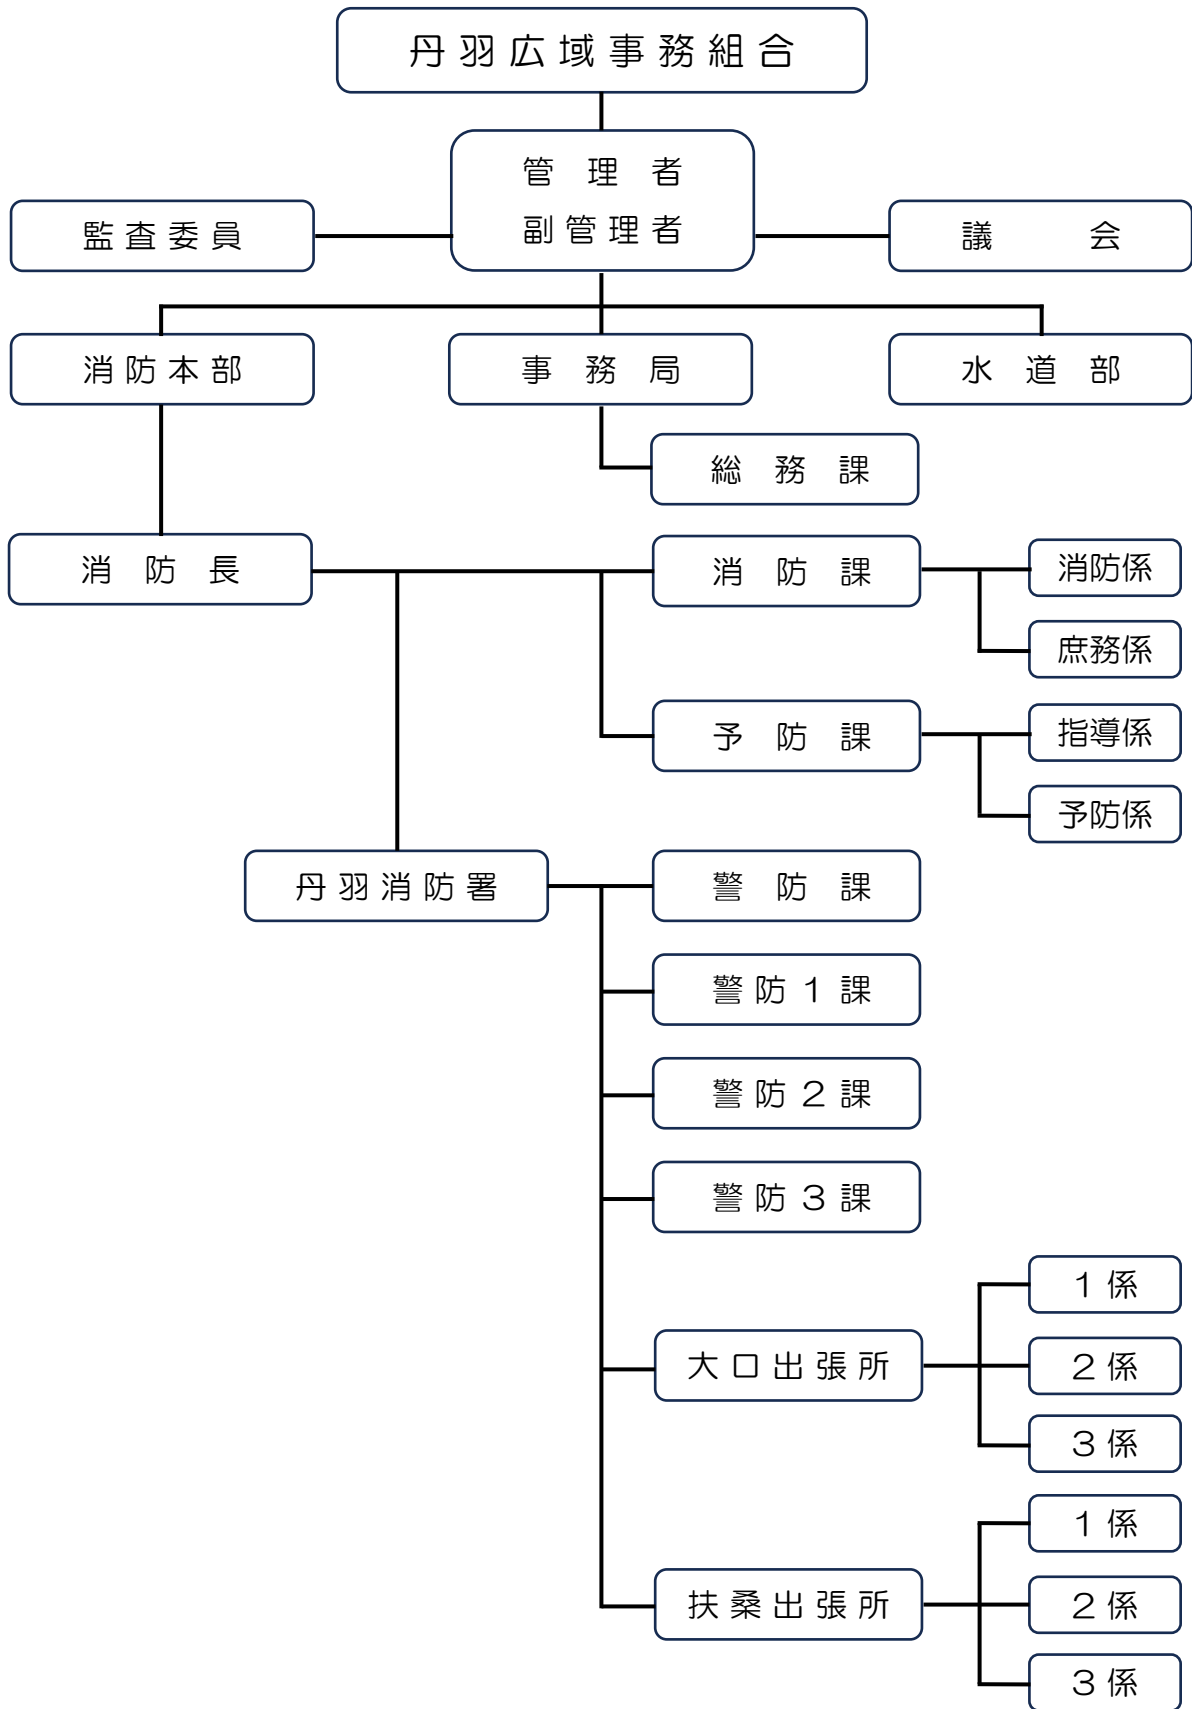 丹羽広域事務組合
管理者
副管理者
監査委員
議会
消防本部
事務局
水道部
総務課
消防長
消防課
消防係
庶務係
予防課
指導係
予防係
丹羽消防署
警防課
警防１課
警防２課
警防３課
大口出張所
１係
２係
３係
扶桑出張所
１係
２係
３係